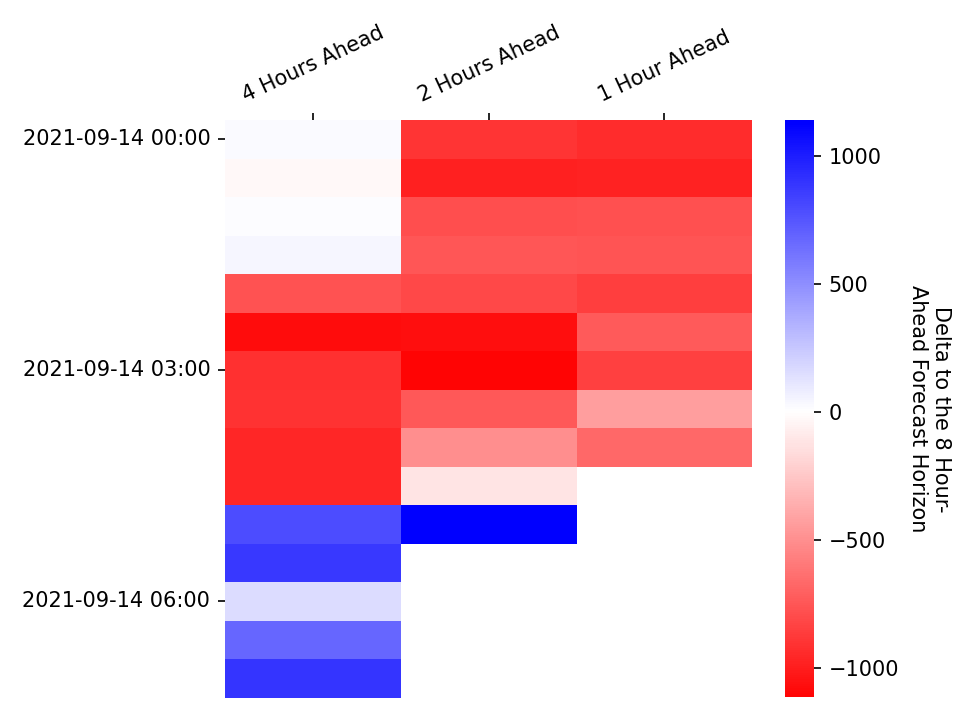 4 Hours Ahead
2 Hours Ahead
1 Hour Ahead
2021-09-14 00:00
2021-09-14 03:00
2021-09-14 06:00
1000
500
0
−500
−1000
Delta to the 8 Hour-
Ahead Forecast Horizon